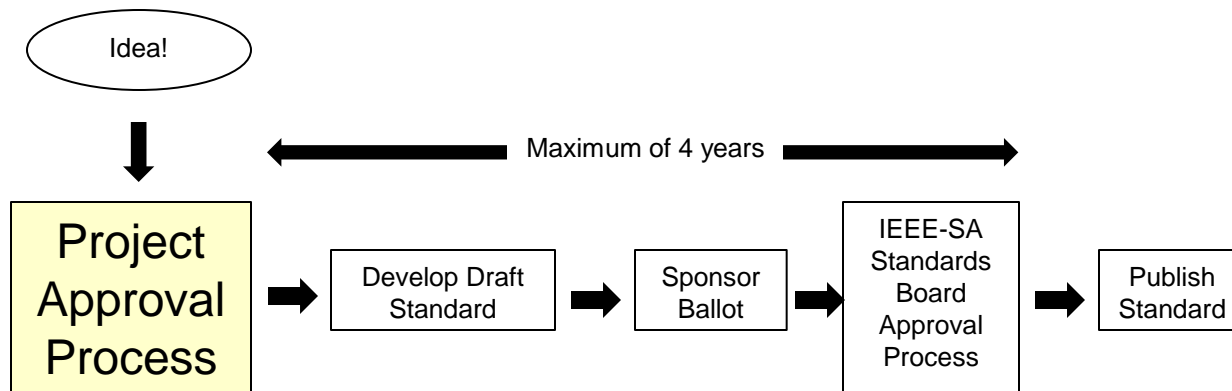 Idea!
Maximum of 4 years
Project
Approval
Process
Develop Draft
Standard
Sponsor
Ballot
IEEE-SA
Standards
Board
Approval
Process
Publish
Standard